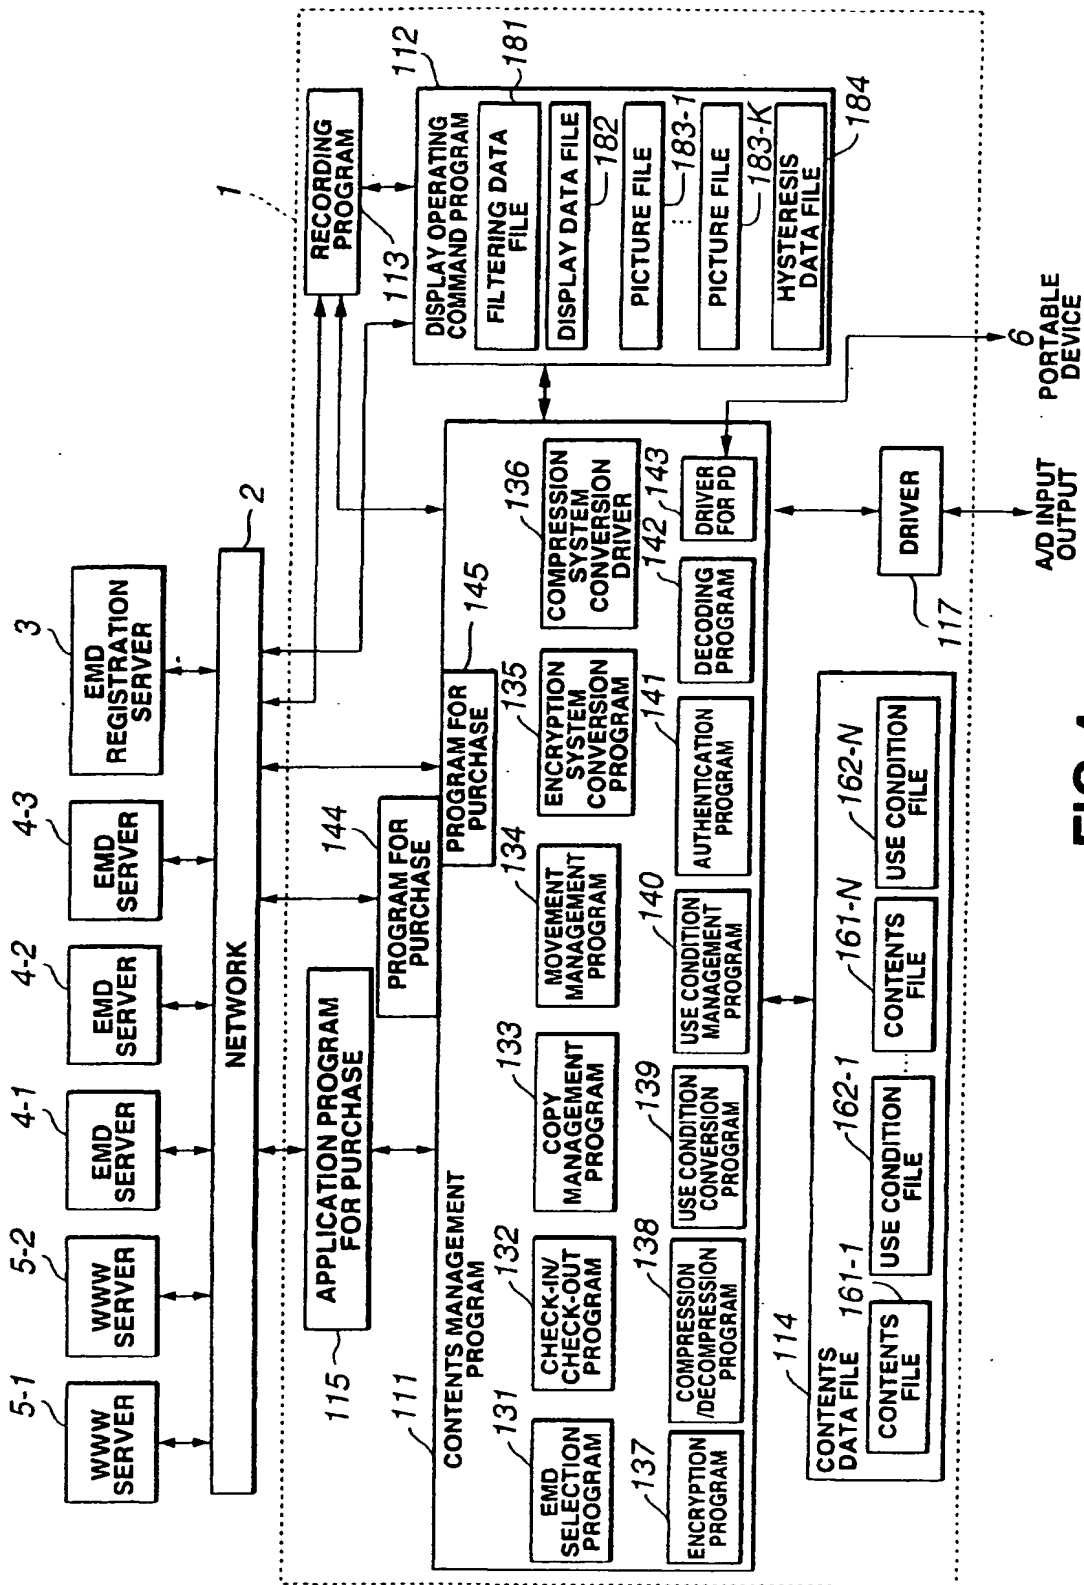 5-1
WWW
SERVER
5-2
WWW
SERVER
4-1
EMD
SERVER
4-2
EMD
SERVER
4-3
EMD
SERVER
3
EMD
REGISTRATION
SERVER
NETWORK
2
1
115
APPLICATION PROGRAM
FOR PURCHASE
144
PROGRAM FOR
PURCHASE
145
PROGRAM FOR
PURCHASE
RECORDING
PROGRAM
113
111
CONTENTS MANAGEMENT
PROGRAM
131
EMD
SELECTION
PROGRAM
132
CHECK-IN/
CHECK-OUT
PROGRAM
133
COPY
MANAGEMENT
PROGRAM
134
MOVEMENT
MANAGEMENT
PROGRAM
135
ENCRYPTION
SYSTEM
CONVERSION
PROGRAM
136
COMPRESSION
SYSTEM
CONVERSION
DRIVER
137
ENCRYPTION
PROGRAM
138
COMPRESSION
/DECOMPRESSION
PROGRAM
139
USE CONDITION
CONVERSION
PROGRAM
140
USE CONDITION
MANAGEMENT
PROGRAM
141
AUTHENTICATION
PROGRAM
142
DECODING
PROGRAM
143
DRIVER
FOR PD
112
DISPLAY OPERATING
COMMAND PROGRAM
FILTERING DATA
FILE
181
DISPLAY DATA FILE
182
PICTURE FILE
183-1
...
PICTURE FILE
183-K
HYSTERESIS
DATA FILE
184
114
CONTENTS
DATA FILE
161-1
CONTENTS
FILE
162-1
USE CONDITION
FILE
....
161-N
CONTENTS
FILE
162-N
USE CONDITION
FILE
117
DRIVER
A/D INPUT
OUTPUT
6
PORTABLE
DEVICE